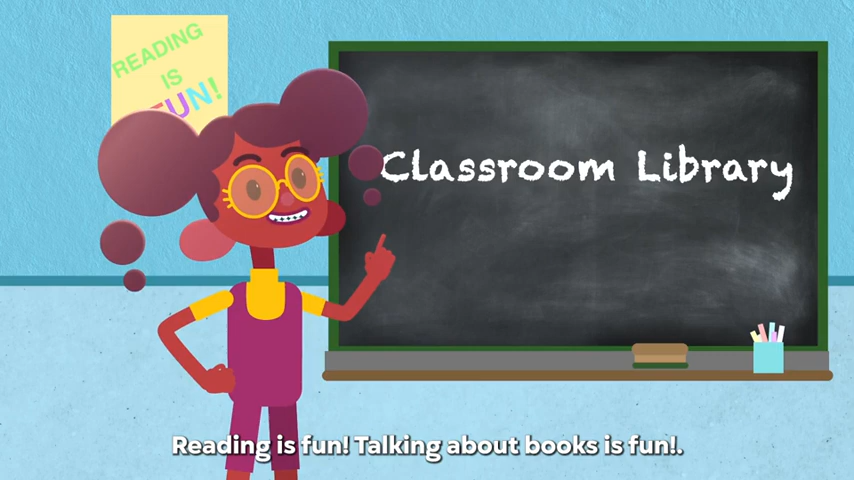 READING
IS
FUN!
Classroom Library
Reading is fun! Talking about books is fun!.